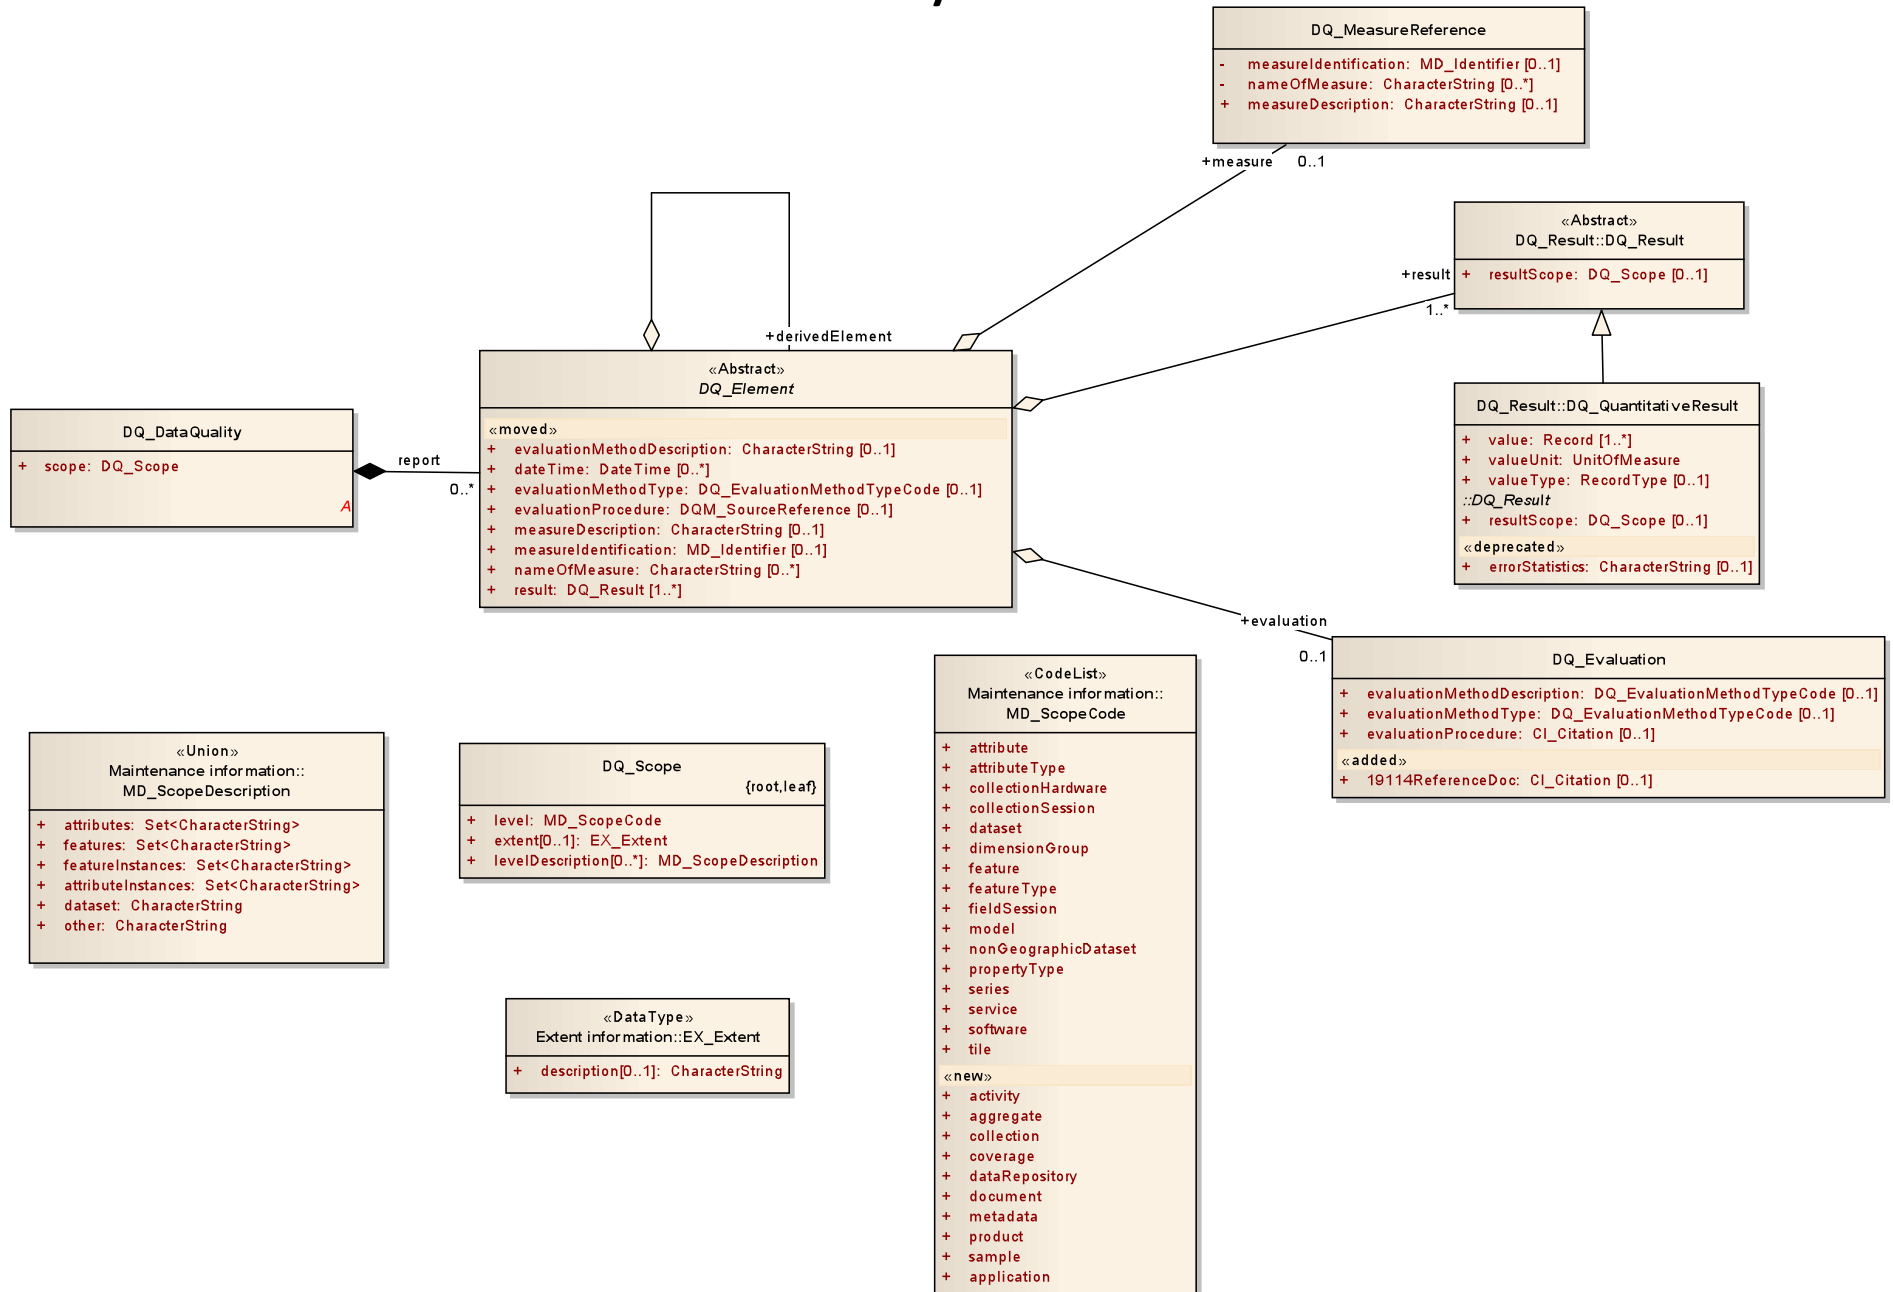 DQ_MeasureReference
- measureIdentification: MD_Identifier [0..1]
- nameOfMeasure: CharacterString [0..*]
+ measureDescription: CharacterString [0..1]
+measure 0..1
«Abstract»
DQ_Result::DQ_Result
+ resultScope: DQ_Scope [0..1]
+result
1..*
+derivedElement
«Abstract»
DQ_Element
«moved»
+ evaluationMethodDescription: CharacterString [0..1]
+ dateTime: DateTime [0..*]
+ evaluationMethodType: DQ_EvaluationMethodTypeCode [0..1]
+ evaluationProcedure: DQM_SourceReference [0..1]
+ measureDescription: CharacterString [0..1]
+ measureIdentification: MD_Identifier [0..1]
+ nameOfMeasure: CharacterString [0..*]
+ result: DQ_Result [1..*]
DQ_DataQuality
+ scope: DQ_Scope
A
report
0..*
DQ_Result::DQ_QuantitativeResult
+ value: Record [1..*]
+ valueUnit: UnitOfMeasure
+ valueType: RecordType [0..1]
::DQ_Result
+ resultScope: DQ_Scope [0..1]
«deprecated»
+ errorStatistics: CharacterString [0..1]
+evaluation
0..1
DQ_Evaluation
+ evaluationMethodDescription: DQ_EvaluationMethodTypeCode [0..1]
+ evaluationMethodType: DQ_EvaluationMethodTypeCode [0..1]
+ evaluationProcedure: CI_Citation [0..1]
«added»
+ 19114ReferenceDoc: CI_Citation [0..1]
«Union»
Maintenance information::
MD_ScopeDescription
+ attributes: Set<CharacterString>
+ features: Set<CharacterString>
+ featureInstances: Set<CharacterString>
+ attributeInstances: Set<CharacterString>
+ dataset: CharacterString
+ other: CharacterString
DQ_Scope
{root,leaf}
+ level: MD_ScopeCode
+ extent[0..1]: EX_Extent
+ levelDescription[0..*]: MD_ScopeDescription
«DataType»
Extent information::EX_Extent
+ description[0..1]: CharacterString
«CodeList»
Maintenance information::
MD_ScopeCode
+ attribute
+ attributeType
+ collectionHardware
+ collectionSession
+ dataset
+ dimensionGroup
+ feature
+ featureType
+ fieldSession
+ model
+ nonGeographicDataset
+ propertyType
+ series
+ service
+ software
+ tile
«new»
+ activity
+ aggregate
+ collection
+ coverage
+ dataRepository
+ document
+ metadata
+ product
+ sample
+ application